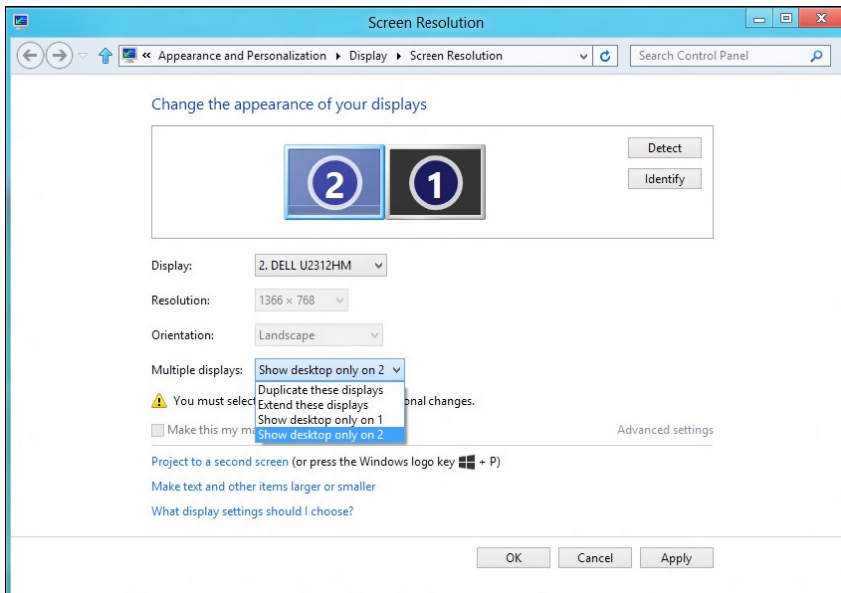 Screen Resolution
« Appearance and Personalization Display Screen Resolution
Search Control Panel
Change the appearance of your displays
2
1
Detect
Identify
Display: 2. DELL U2312HM
Resolution: 1366 × 768
Orientation: Landscape
Multiple displays: Show desktop only on 2
Duplicate these displays
Extend these displays
Show desktop only on 1
Show desktop only on 2
You must select changes.
Make this my Advanced settings
Project to a second screen (or press the Windows logo key + P)
Make text and other items larger or smaller
What display settings should I choose?
OK Cancel Apply